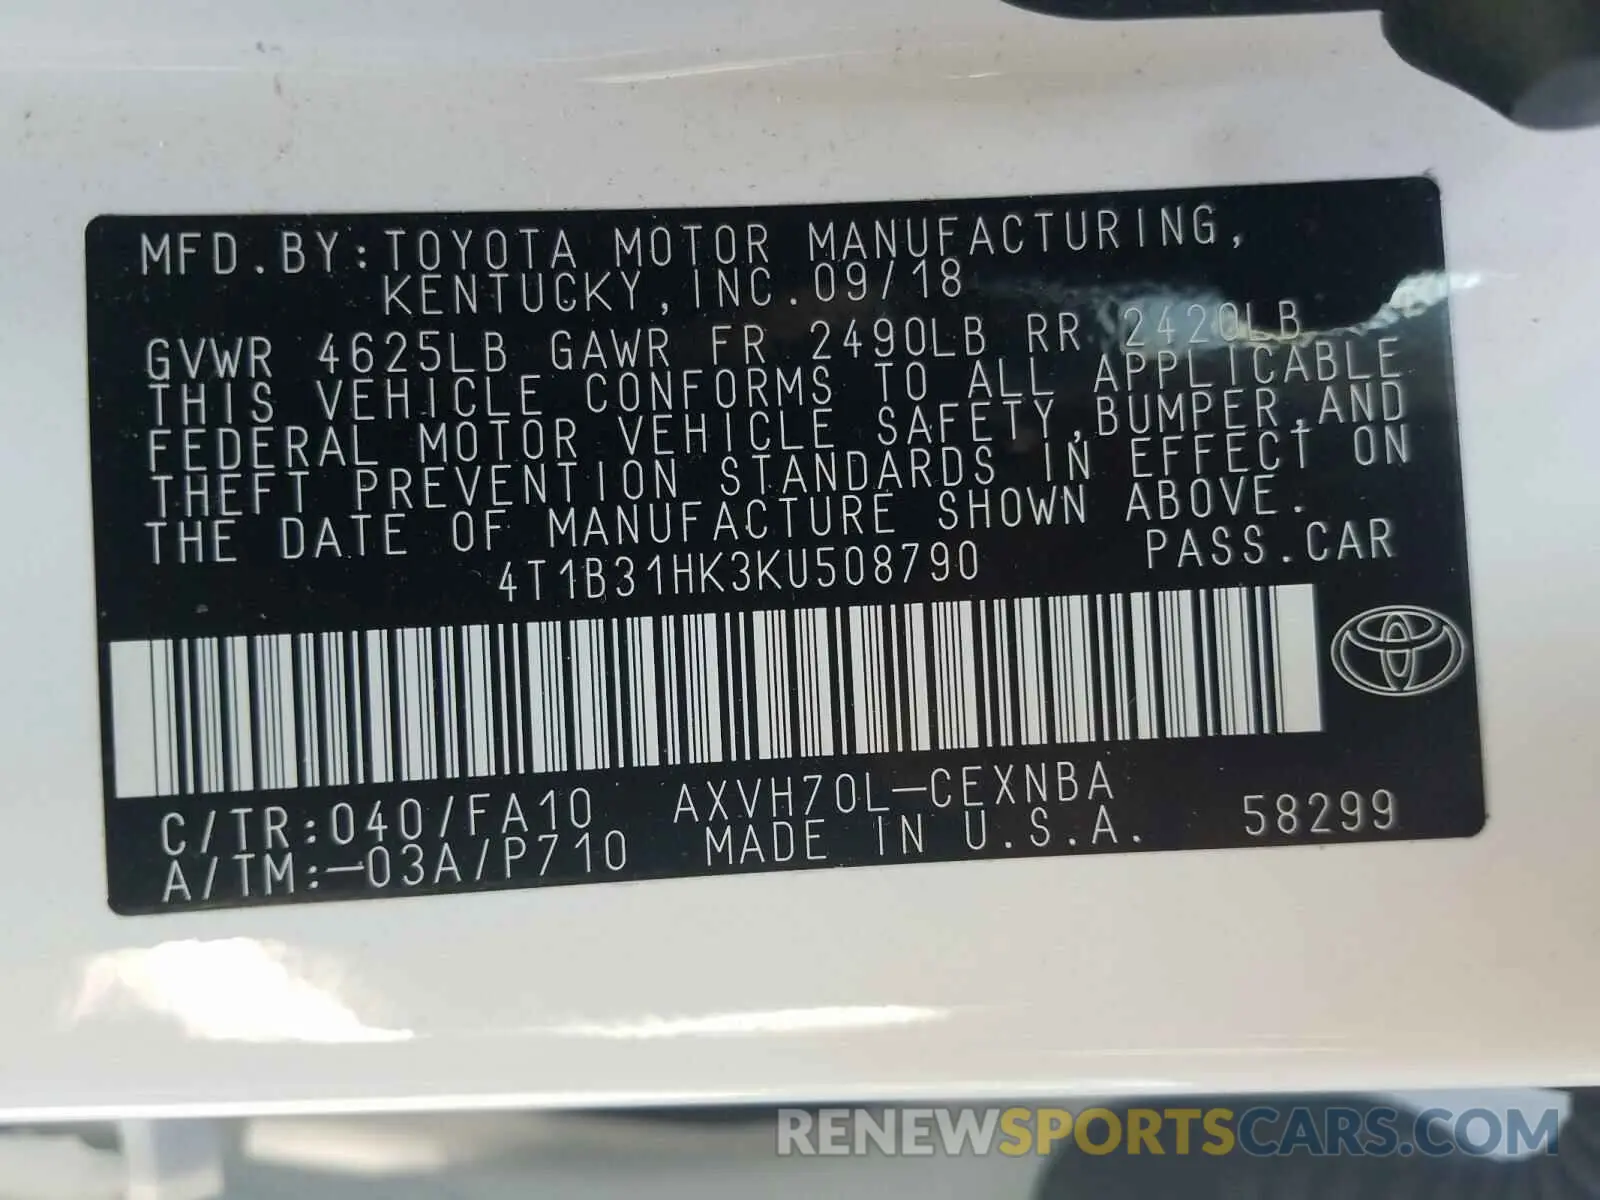 MFD.BY:TOYOTA MOTOR MANUFACTURING,
KENTUCKY, INC.09/18
GVWR 4625LB GAWR FR 2490LB RR 2420LB
THIS VEHICLE CONFORMS TO ALL APPLICABLE
FEDERAL MOTOR VEHICLE SAFETY,BUMPER,AND
THEFT PREVENTION STANDARDS IN EFFECT ON
THE DATE OF MANUFACTURE SHOWN ABOVE.
4T1B31HK3KU508790 PASS.CAR
C/TR:040/FA10 AXVH70L-CEXNBA 58299
A/TM:-03A/P710 MADE IN U.S.A.
RENEWSPORTSCARS.COM